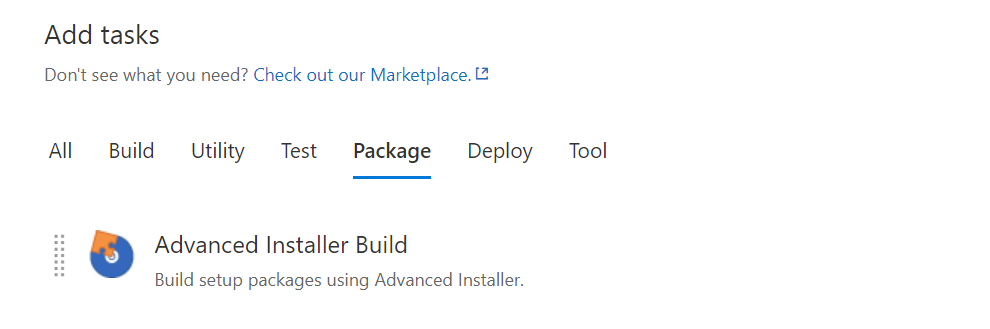 Add tasks
Don't see what you need? Check out our Marketplace.
All Build Utility Test Package Deploy Tool
Advanced Installer Build
Build setup packages using Advanced Installer.